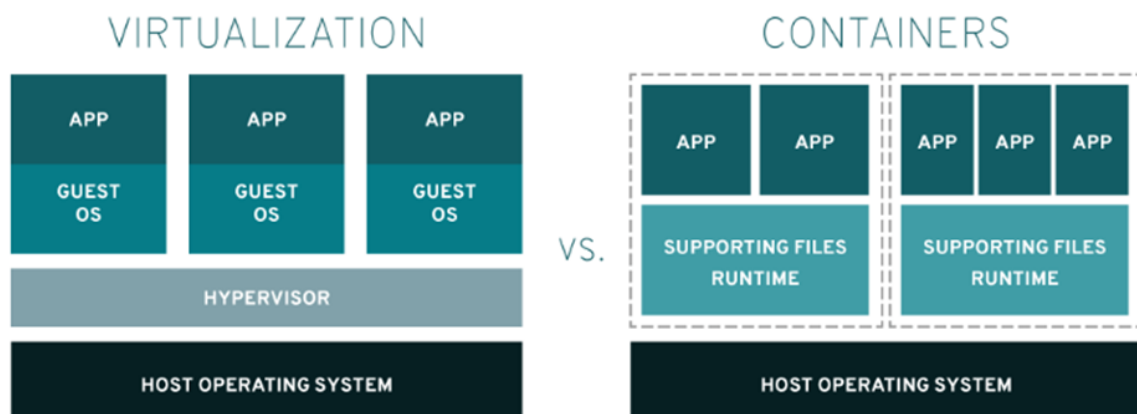 VIRTUALIZATION
APP
APP
APP
GUEST
OS
GUEST
OS
GUEST
OS
HYPERVISOR
HOST OPERATING SYSTEM
VS.
CONTAINERS
APP
APP
SUPPORTING FILES
RUNTIME
APP
APP
APP
SUPPORTING FILES
RUNTIME
HOST OPERATING SYSTEM